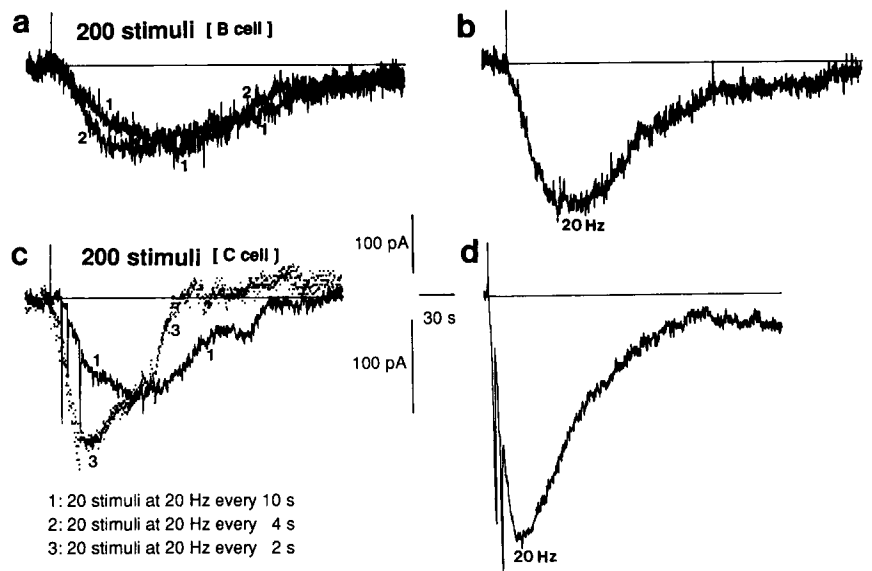 a
200 stimuli [ B cell ]
1
2
2
1
1
b
20 Hz
c
200 stimuli [ C cell ]
1
3
1
3
100 pA
30 s
100 pA
d
20 Hz
1: 20 stimuli at 20 Hz every 10 s
2: 20 stimuli at 20 Hz every 4 s
3: 20 stimuli at 20 Hz every 2 s